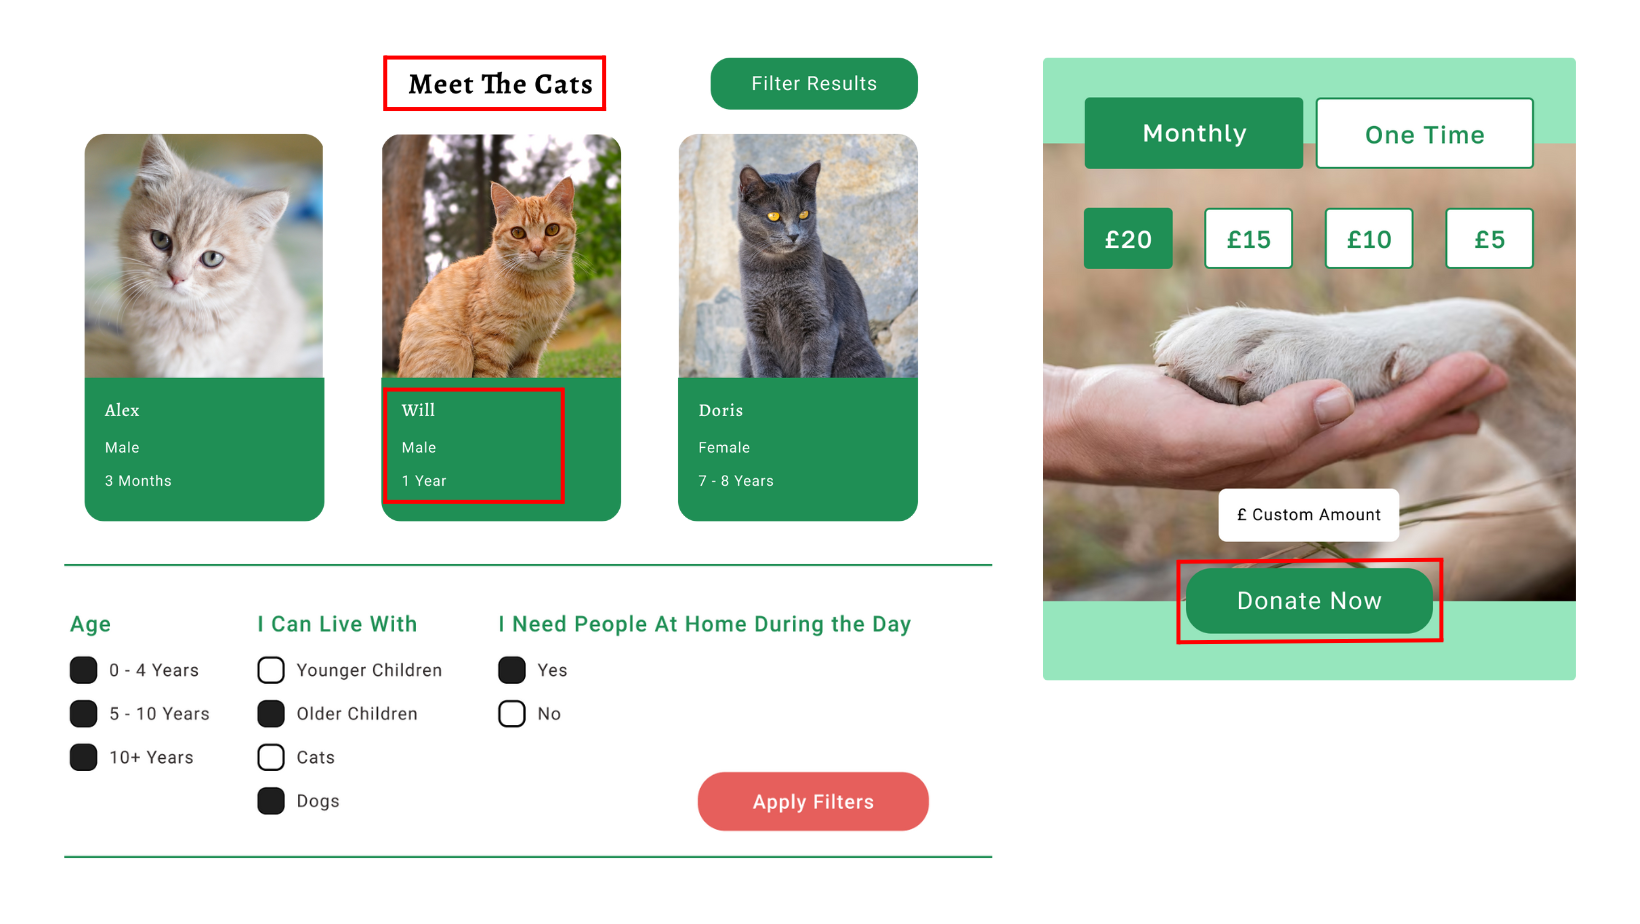 Meet The Cats
Filter Results
Alex
Male
3 Months
Will
Male
1 Year
Doris
Female
7 - 8 Years
Age
0 - 4 Years
5 - 10 Years
10+ Years
I Can Live With
Younger Children
Older Children
Cats
Dogs
I Need People At Home During the Day
Yes
No
Apply Filters
Monthly
One Time
£20
£15
£10
£5
£ Custom Amount
Donate Now